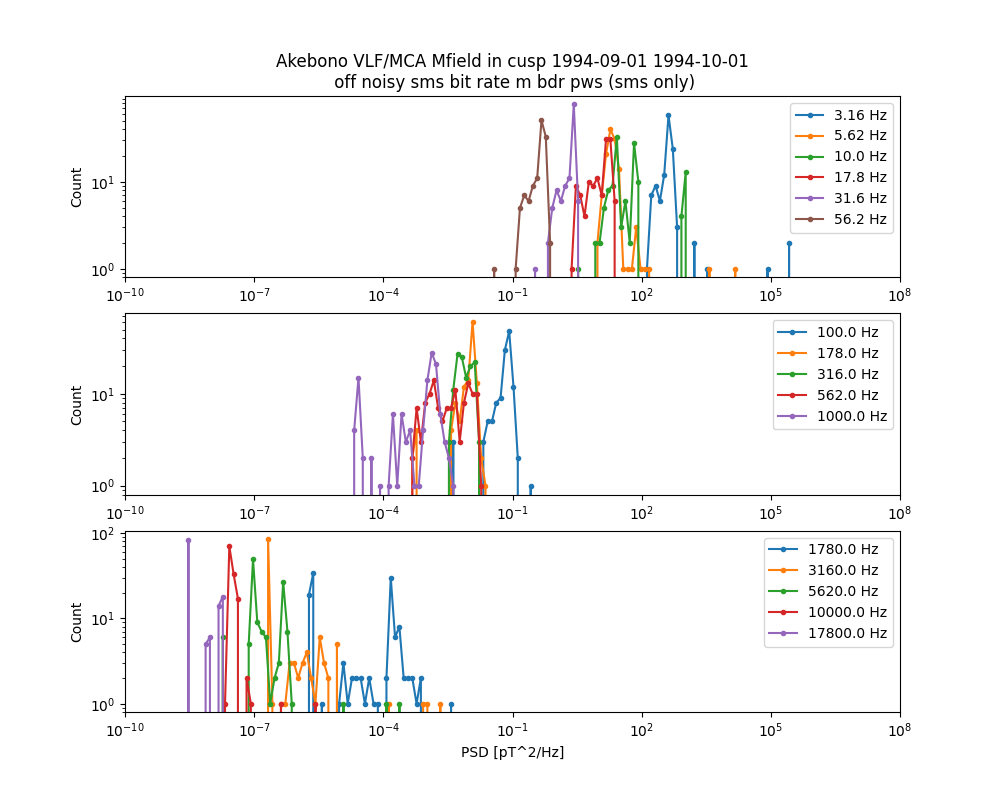 Akebono VLF/MCA Mfield in cusp 1994-09-01 1994-10-01
off noisy sms bit rate m bdr pws (sms only)
Count
10^1
10^0
3.16 Hz
5.62 Hz
10.0 Hz
17.8 Hz
31.6 Hz
56.2 Hz
10^-10 10^-7 10^-4 10^-1 10^2 10^5 10^8
Count
10^1
10^0
100.0 Hz
178.0 Hz
316.0 Hz
562.0 Hz
1000.0 Hz
10^-10 10^-7 10^-4 10^-1 10^2 10^5 10^8
Count
10^2
10^1
10^0
1780.0 Hz
3160.0 Hz
5620.0 Hz
10000.0 Hz
17800.0 Hz
10^-10 10^-7 10^-4 10^-1 10^2 10^5 10^8
PSD [pT^2/Hz]